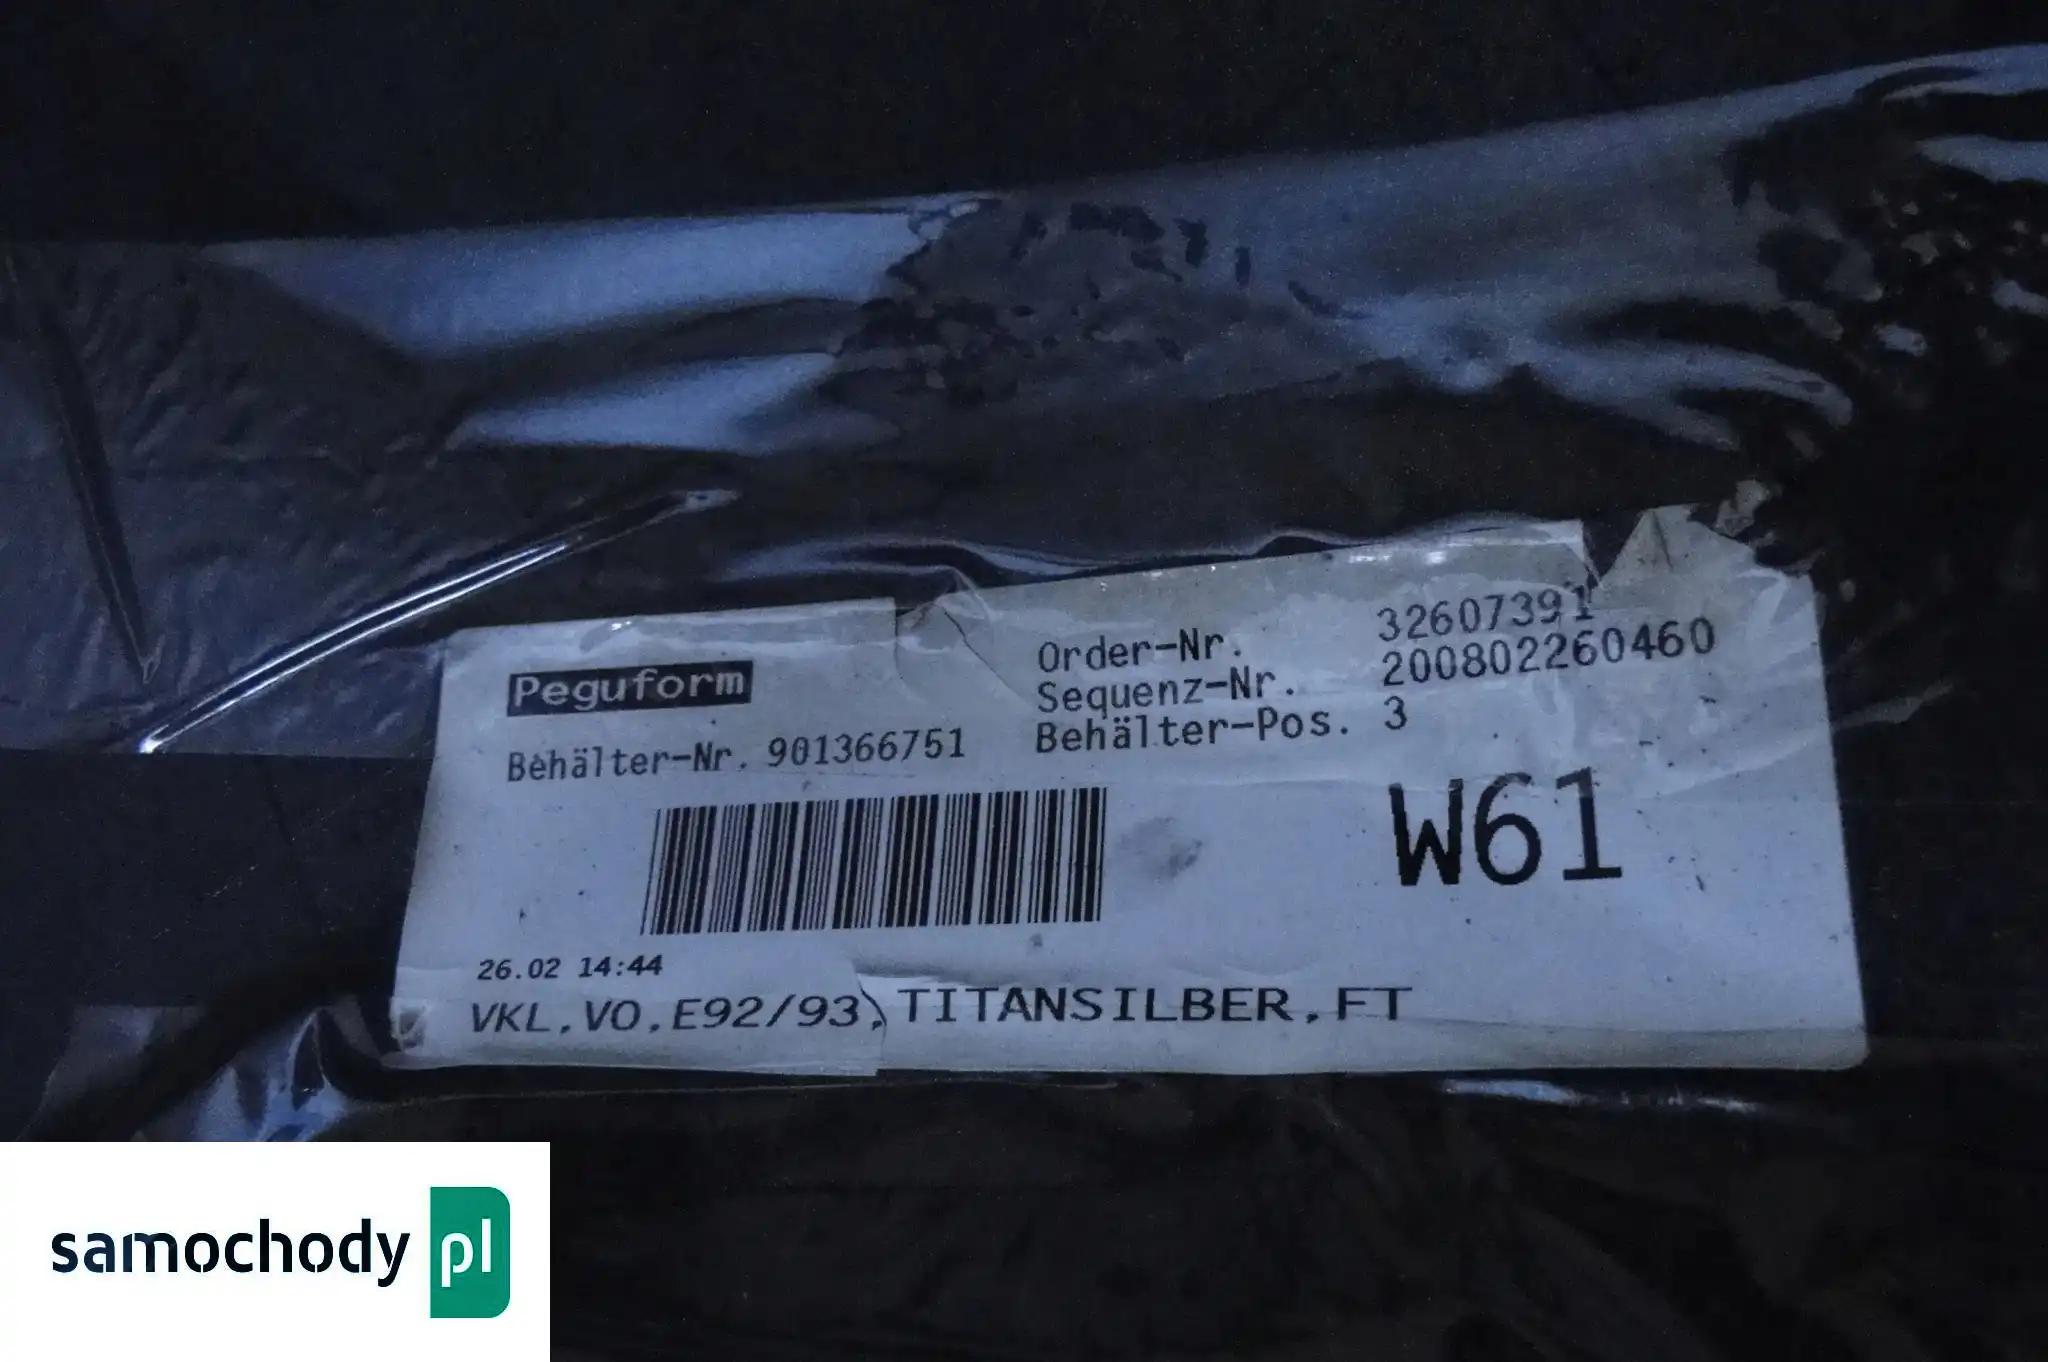 Peguform
Behälter-Nr. 901366751
Order-Nr. 32607391
Sequenz-Nr. 200802260460
Behälter-Pos. 3
W61
26.02 14:44
VKL,VO,E92/93,TITANSILBER,FT
samochody pl